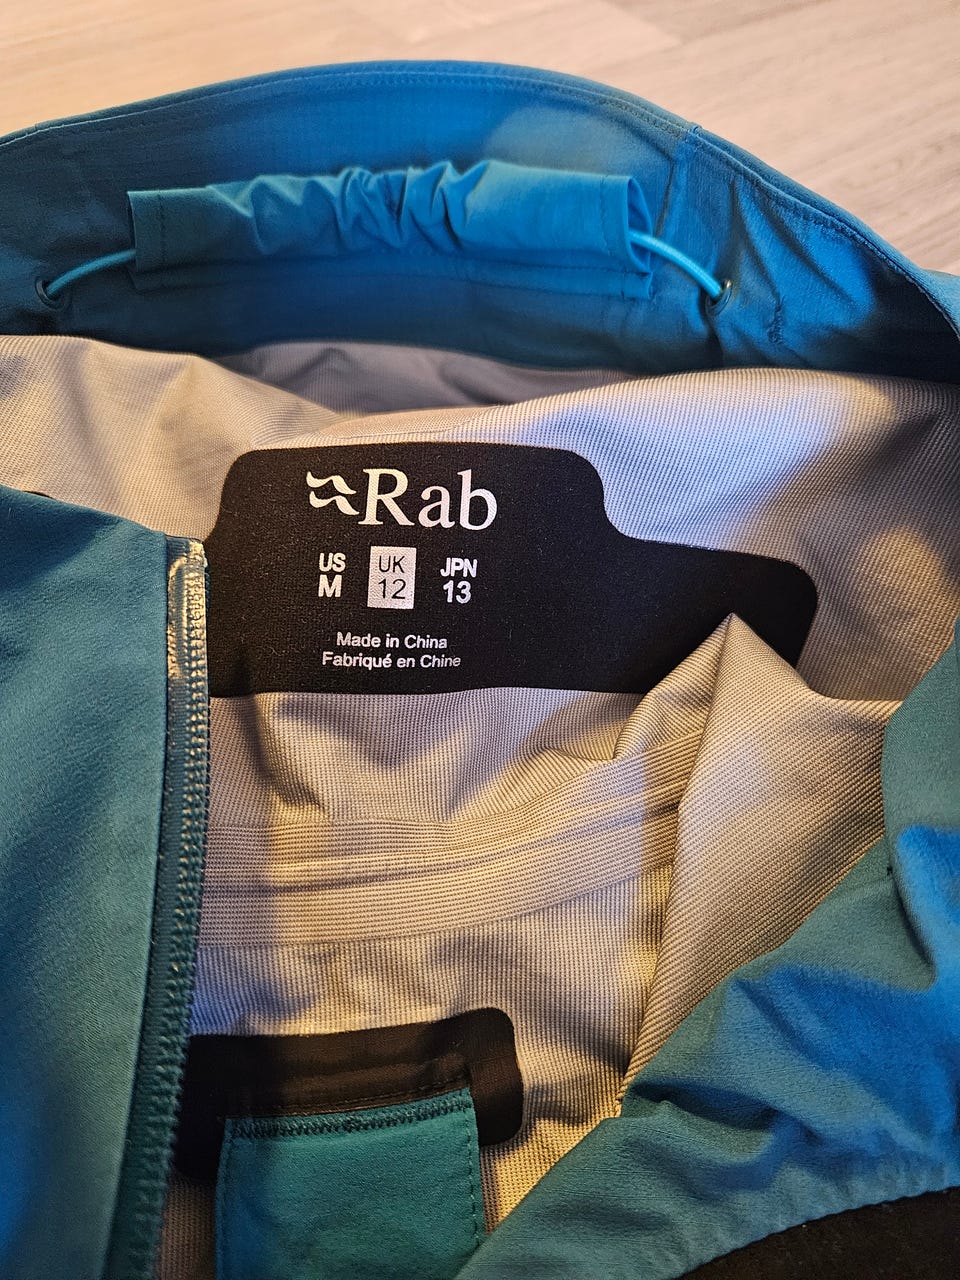 Rab
US UK JPN
M 12 13
Made in China
Fabriqué en Chine